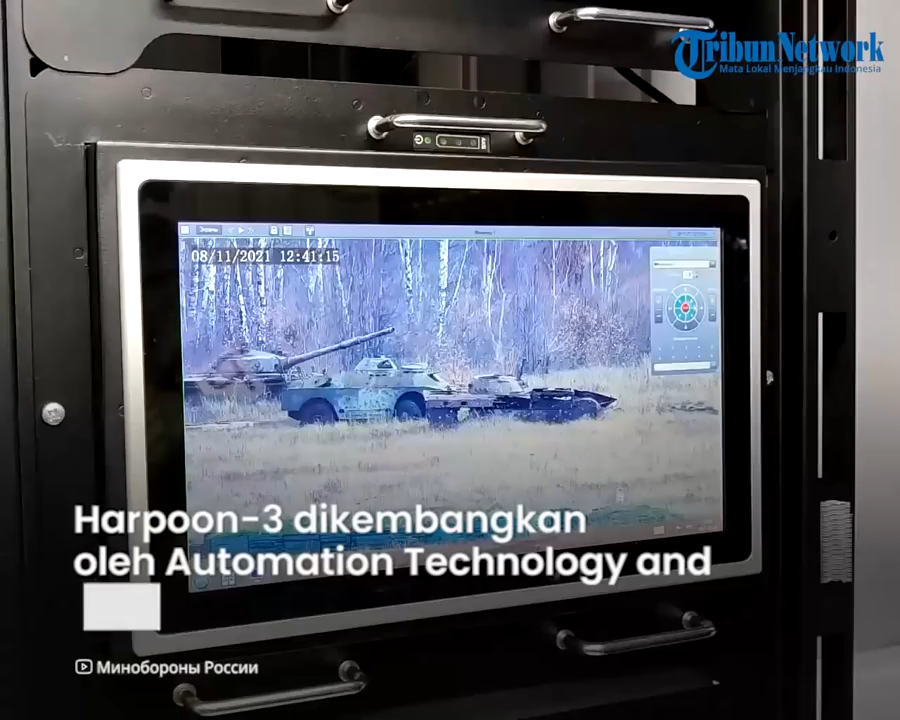 TribunNetwork
Mata Lokal Menjangkau Indonesia
08/11/2021 12:41:15
Harpoon-3 dikembangkan
oleh Automation Technology and
Минобороны России